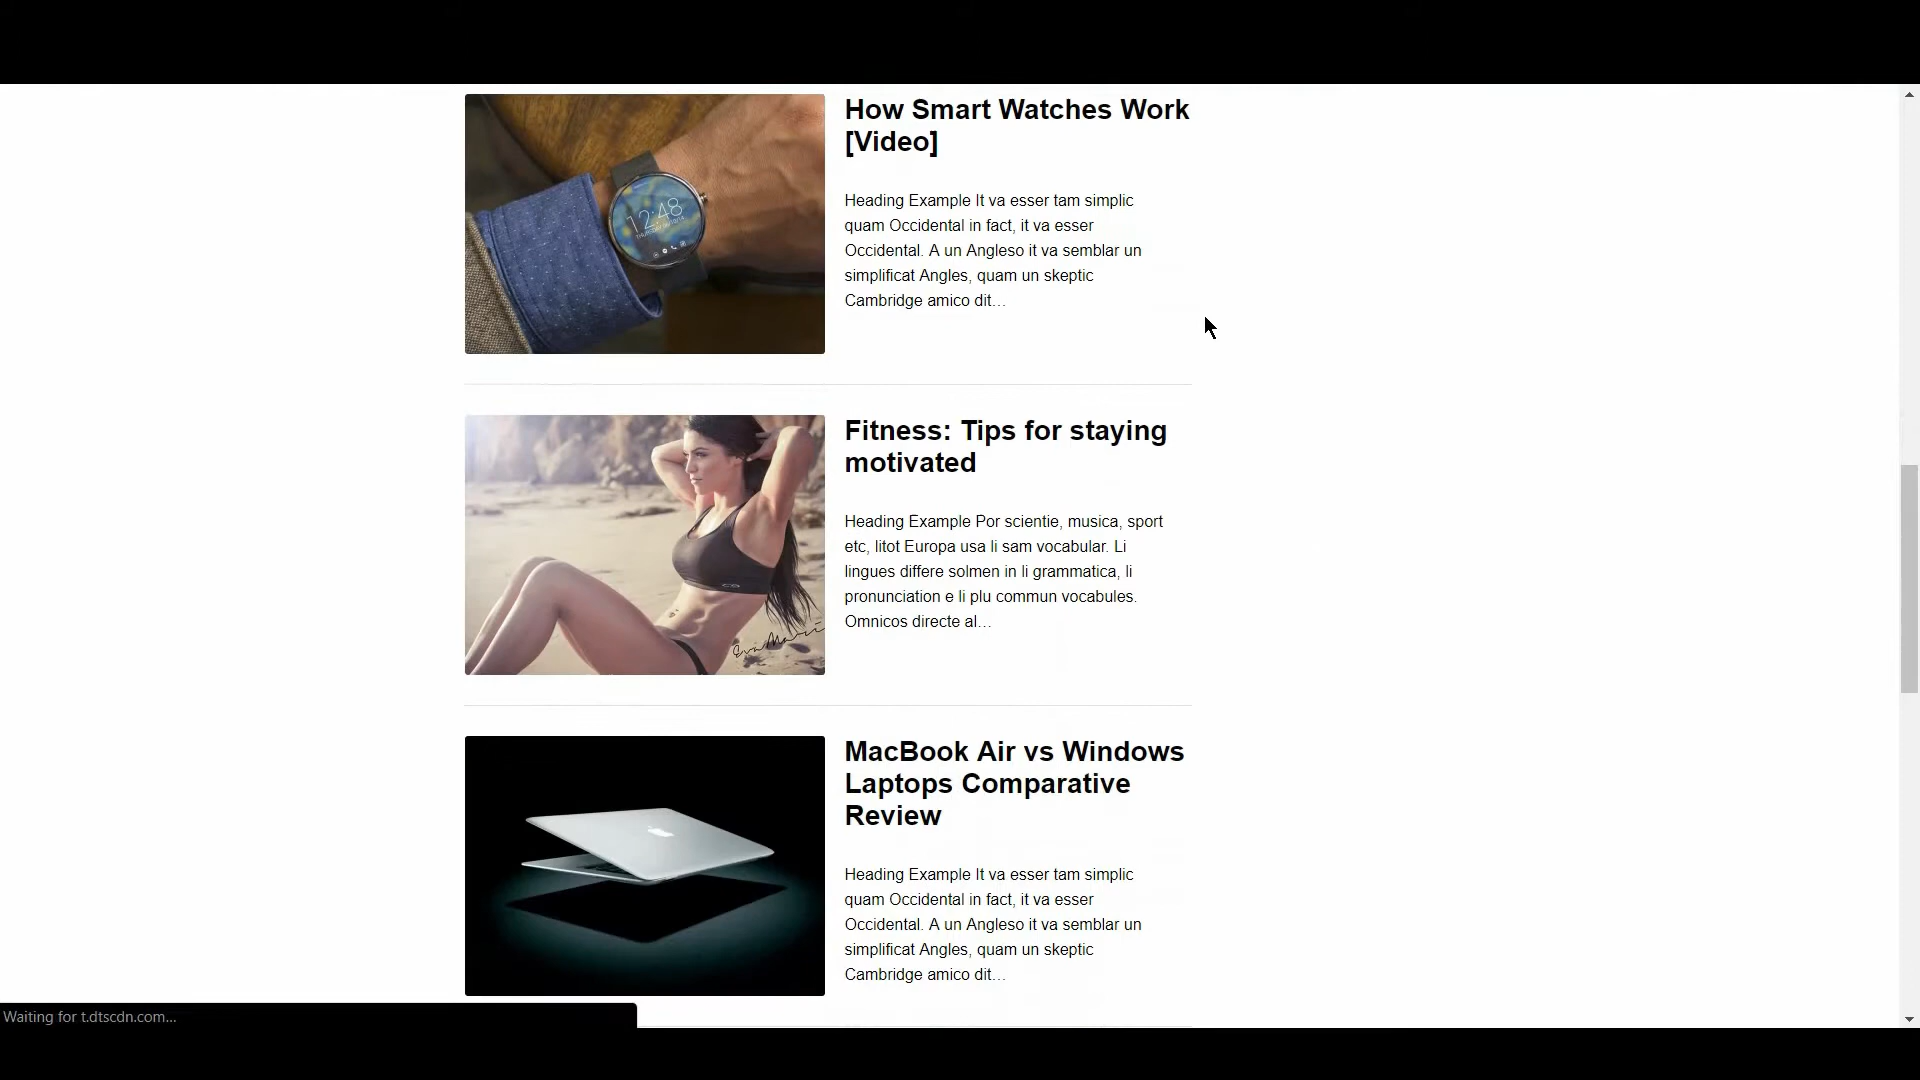 How Smart Watches Work
[Video]
Heading Example It va esser tam simplic
quam Occidental in fact, it va esser
Occidental. A un Angleso it va semblar un
simplificat Angles, quam un skeptic
Cambridge amico dit…
12:48
Fitness: Tips for staying
motivated
Heading Example Por scientie, musica, sport
etc, litot Europa usa li sam vocabular. Li
lingues differe solmen in li grammatica, li
pronunciation e li plu commun vocabules.
Omnicos directe al…
MacBook Air vs Windows
Laptops Comparative
Review
Heading Example It va esser tam simplic
quam Occidental in fact, it va esser
Occidental. A un Angleso it va semblar un
simplificat Angles, quam un skeptic
Cambridge amico dit…
Waiting for t.dtscdn.com…